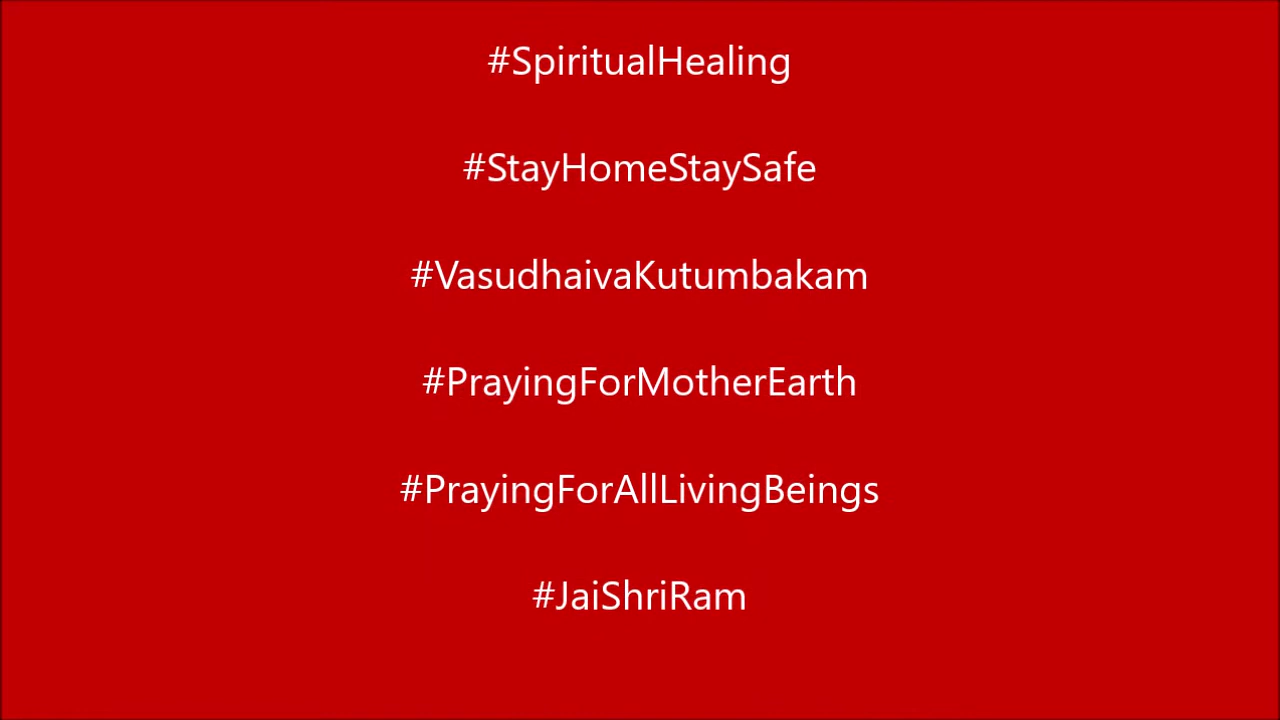 #SpiritualHealing
#StayHomeStaySafe
#VasudhaivaKutumbakam
#PrayingForMotherEarth
#PrayingForAllLivingBeings
#JaiShriRam